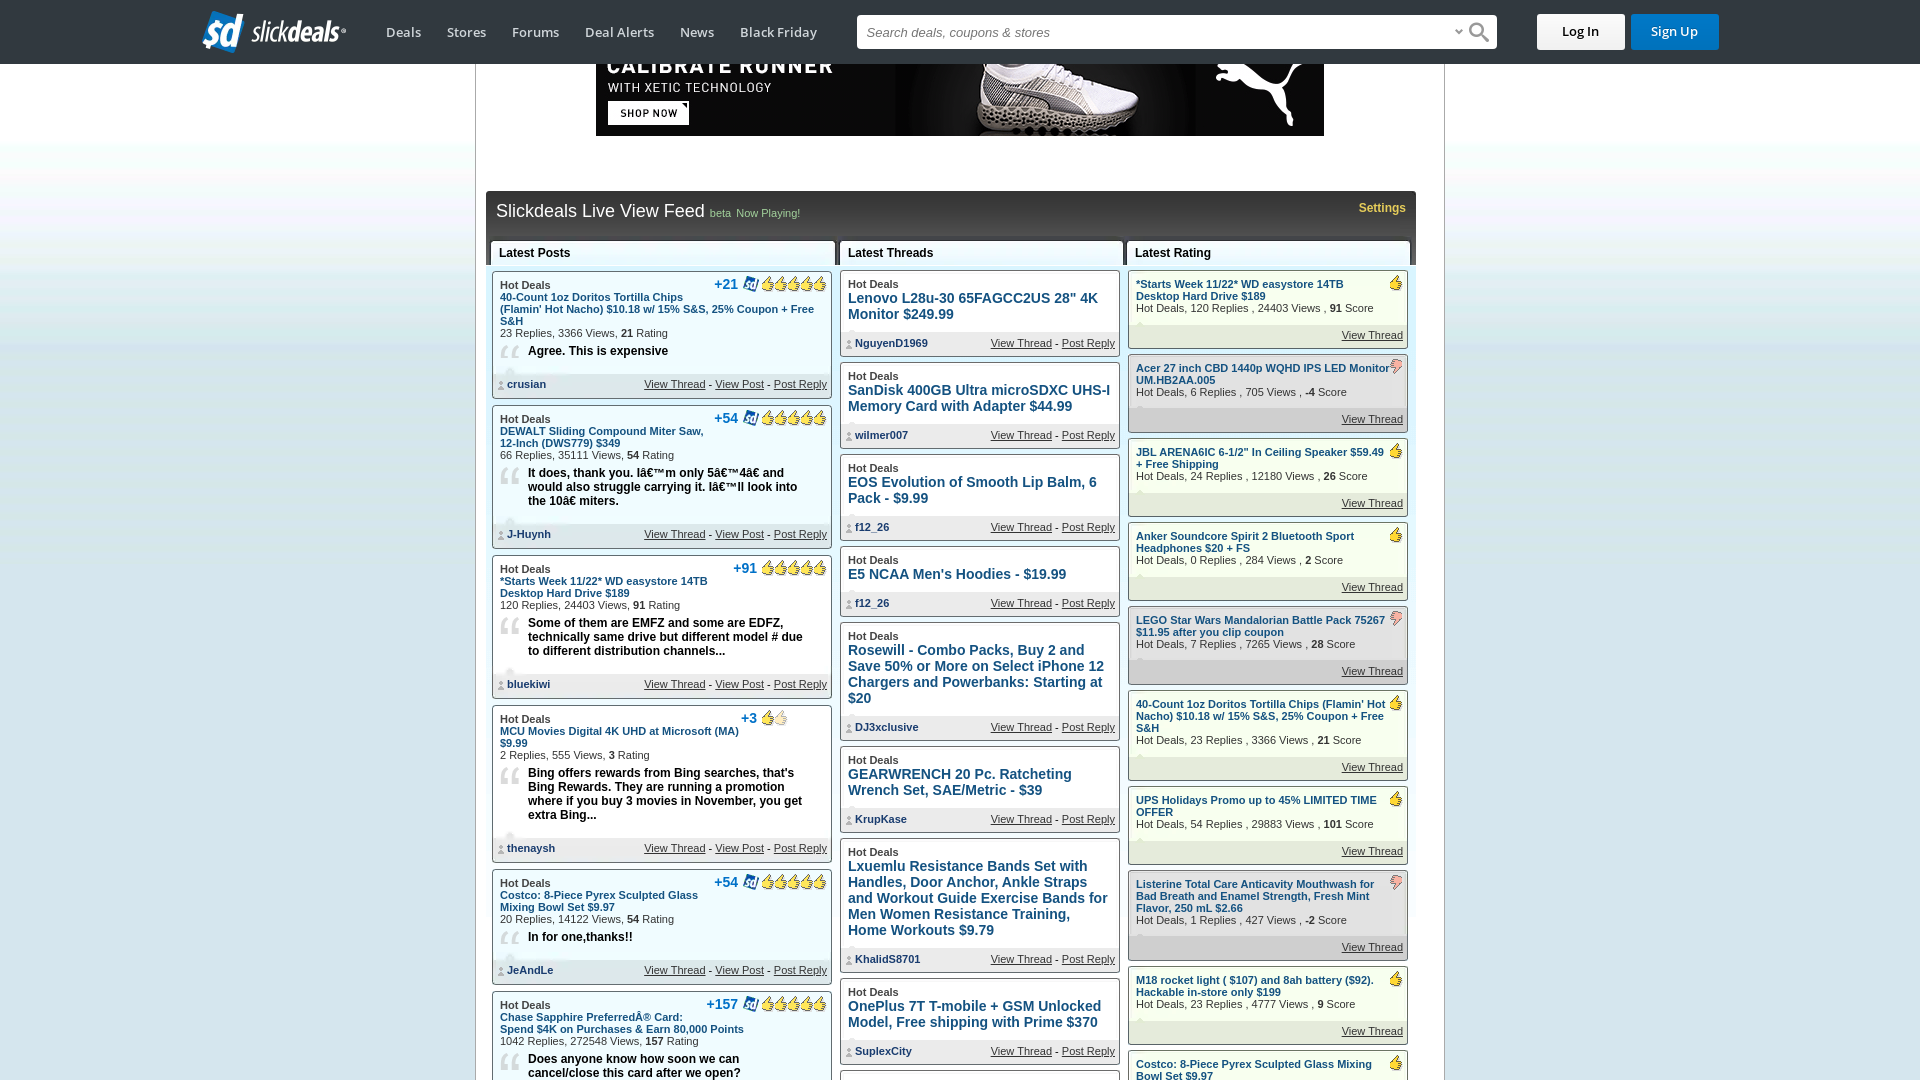 slickdeals
Deals
Stores
Forums
Deal Alerts
News
Black Friday
Search deals, coupons & stores
Log In
Sign Up
CALIBRATE RUNNER
WITH XETIC TECHNOLOGY
SHOP NOW
Slickdeals Live View Feed beta Now Playing!
Settings
Latest Posts
Hot Deals
+21
40-Count 1oz Doritos Tortilla Chips
(Flamin' Hot Nacho) $10.18 w/ 15% S&S, 25% Coupon + Free
S&H
23 Replies, 3366 Views, 21 Rating
Agree. This is expensive
crusian
View Thread - View Post - Post Reply
Hot Deals
+54
DEWALT Sliding Compound Miter Saw,
12-Inch (DWS779) $349
66 Replies, 35111 Views, 54 Rating
It does, thank you. Iâ€™m only 5â€™4â€ and
would also struggle carrying it. Iâ€™ll look into
the 10â€ miters.
J-Huynh
View Thread - View Post - Post Reply
Hot Deals
+91
*Starts Week 11/22* WD easystore 14TB
Desktop Hard Drive $189
120 Replies, 24403 Views, 91 Rating
Some of them are EMFZ and some are EDFZ,
technically same drive but different model # due
to different distribution channels...
bluekiwi
View Thread - View Post - Post Reply
Hot Deals
+3
MCU Movies Digital 4K UHD at Microsoft (MA)
$9.99
2 Replies, 555 Views, 3 Rating
Bing offers rewards from Bing searches, that's
Bing Rewards. They are running a promotion
where if you buy 3 movies in November, you get
extra Bing...
thenaysh
View Thread - View Post - Post Reply
Hot Deals
+54
Costco: 8-Piece Pyrex Sculpted Glass
Mixing Bowl Set $9.97
20 Replies, 14122 Views, 54 Rating
In for one,thanks!!
JeAndLe
View Thread - View Post - Post Reply
Hot Deals
+157
Chase Sapphire PreferredÂ® Card:
Spend $4K on Purchases & Earn 80,000 Points
1042 Replies, 272548 Views, 157 Rating
Does anyone know how soon we can
cancel/close this card after we open?
Latest Threads
Hot Deals
Lenovo L28u-30 65FAGCC2US 28" 4K
Monitor $249.99
NguyenD1969
View Thread - Post Reply
Hot Deals
SanDisk 400GB Ultra microSDXC UHS-I
Memory Card with Adapter $44.99
wilmer007
View Thread - Post Reply
Hot Deals
EOS Evolution of Smooth Lip Balm, 6
Pack - $9.99
f12_26
View Thread - Post Reply
Hot Deals
E5 NCAA Men's Hoodies - $19.99
f12_26
View Thread - Post Reply
Hot Deals
Rosewill - Combo Packs, Buy 2 and
Save 50% or More on Select iPhone 12
Chargers and Powerbanks: Starting at
$20
DJ3xclusive
View Thread - Post Reply
Hot Deals
GEARWRENCH 20 Pc. Ratcheting
Wrench Set, SAE/Metric - $39
KrupKase
View Thread - Post Reply
Hot Deals
Lxuemlu Resistance Bands Set with
Handles, Door Anchor, Ankle Straps
and Workout Guide Exercise Bands for
Men Women Resistance Training,
Home Workouts $9.79
KhalidS8701
View Thread - Post Reply
Hot Deals
OnePlus 7T T-mobile + GSM Unlocked
Model, Free shipping with Prime $370
SuplexCity
View Thread - Post Reply
Latest Rating
*Starts Week 11/22* WD easystore 14TB
Desktop Hard Drive $189
Hot Deals, 120 Replies , 24403 Views , 91 Score
View Thread
Acer 27 inch CBD 1440p WQHD IPS LED Monitor
UM.HB2AA.005
Hot Deals, 6 Replies , 705 Views , -4 Score
View Thread
JBL ARENA6IC 6-1/2" In Ceiling Speaker $59.49
+ Free Shipping
Hot Deals, 24 Replies , 12180 Views , 26 Score
View Thread
Anker Soundcore Spirit 2 Bluetooth Sport
Headphones $20 + FS
Hot Deals, 0 Replies , 284 Views , 2 Score
View Thread
LEGO Star Wars Mandalorian Battle Pack 75267
$11.95 after you clip coupon
Hot Deals, 7 Replies , 7265 Views , 28 Score
View Thread
40-Count 1oz Doritos Tortilla Chips (Flamin' Hot
Nacho) $10.18 w/ 15% S&S, 25% Coupon + Free
S&H
Hot Deals, 23 Replies , 3366 Views , 21 Score
View Thread
UPS Holidays Promo up to 45% LIMITED TIME
OFFER
Hot Deals, 54 Replies , 29883 Views , 101 Score
View Thread
Listerine Total Care Anticavity Mouthwash for
Bad Breath and Enamel Strength, Fresh Mint
Flavor, 250 mL $2.66
Hot Deals, 1 Replies , 427 Views , -2 Score
View Thread
M18 rocket light ( $107) and 8ah battery ($92).
Hackable in-store only $199
Hot Deals, 23 Replies , 4777 Views , 9 Score
View Thread
Costco: 8-Piece Pyrex Sculpted Glass Mixing
Bowl Set $9.97